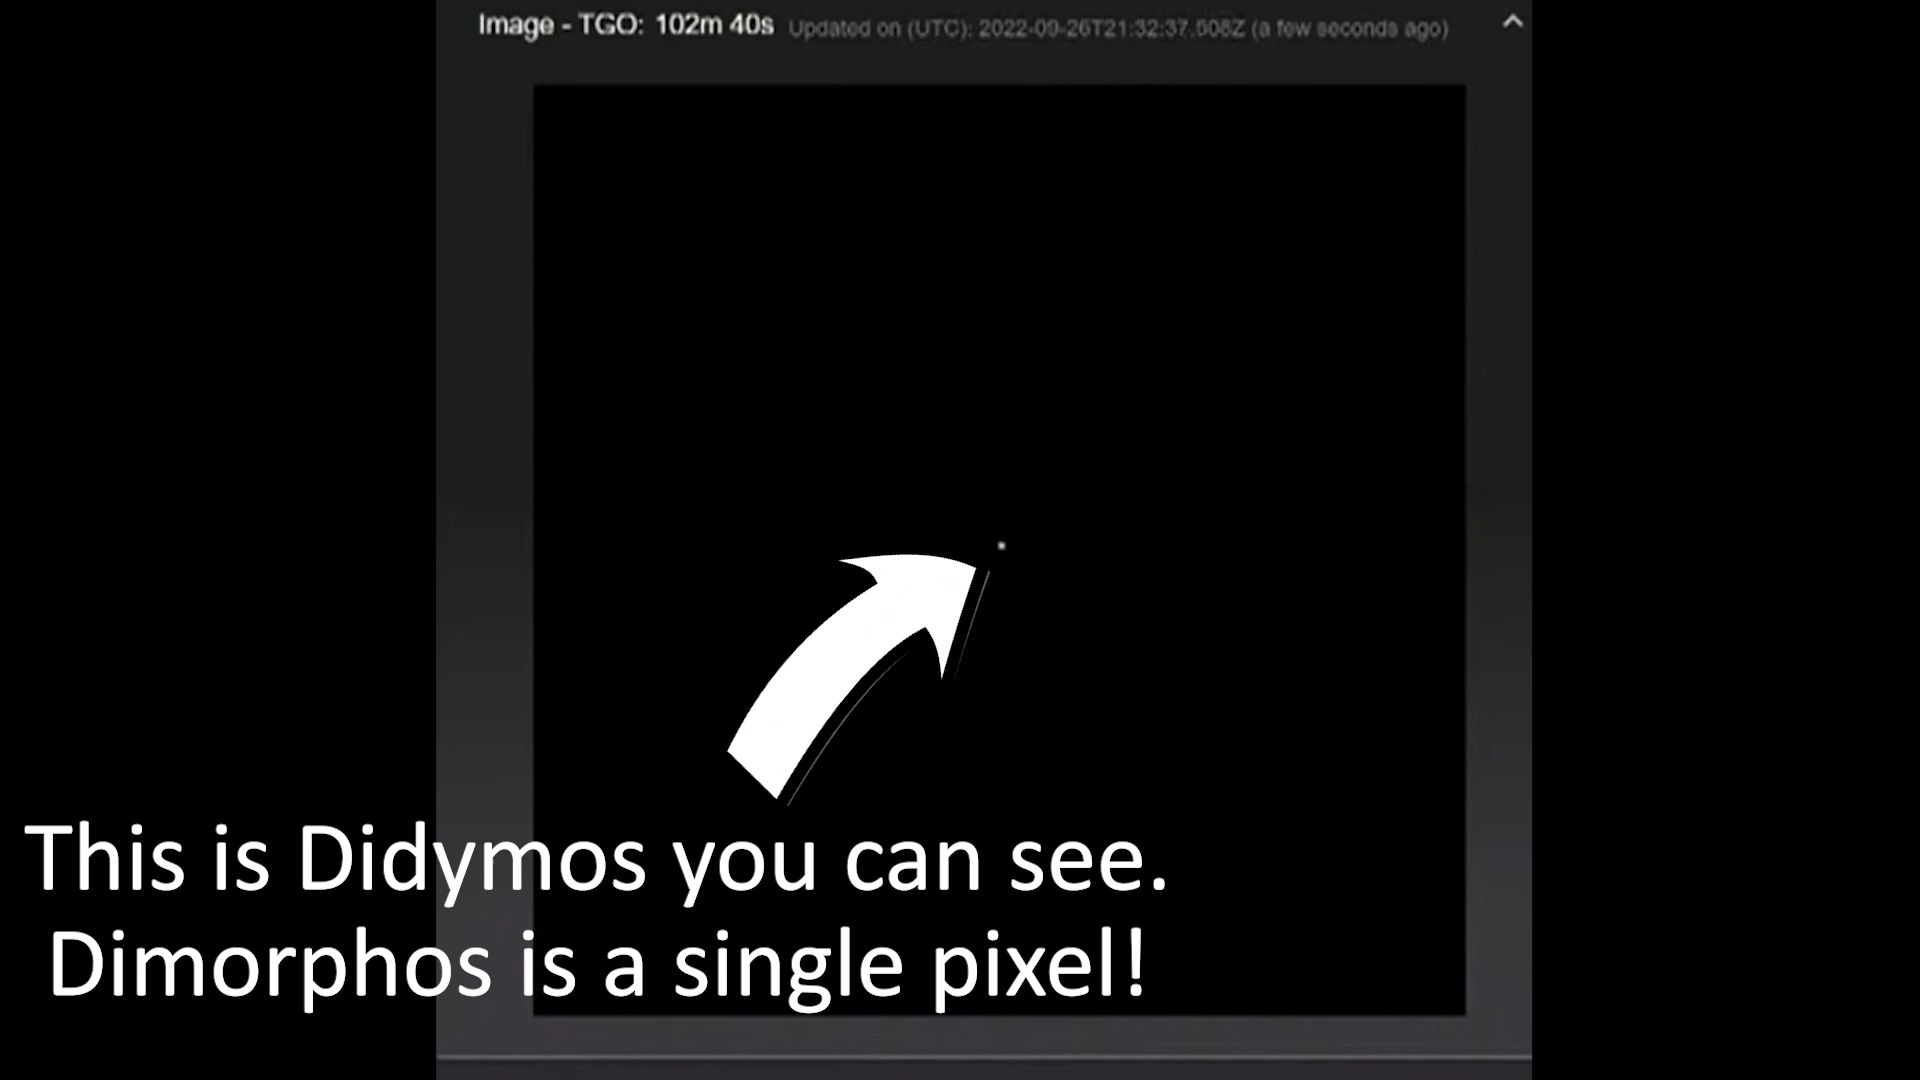 Image - TGO: 102m 40s Updated on (UTC): 2022-09-26T21:32:37.508Z (a few seconds ago)
This is Didymos you can see.
Dimorphos is a single pixel!